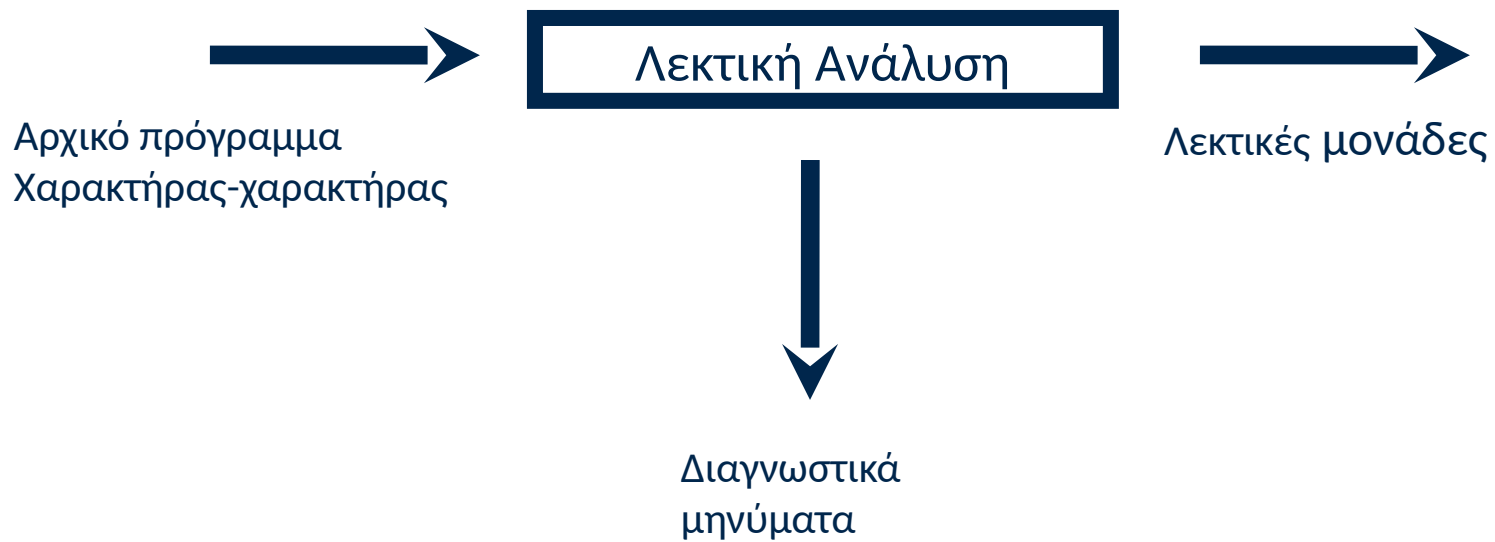 Λεκτική Ανάλυση
Αρχικό πρόγραμμα
Χαρακτήρας-χαρακτήρας
Λεκτικές μονάδες
Διαγνωστικά
μηνύματα